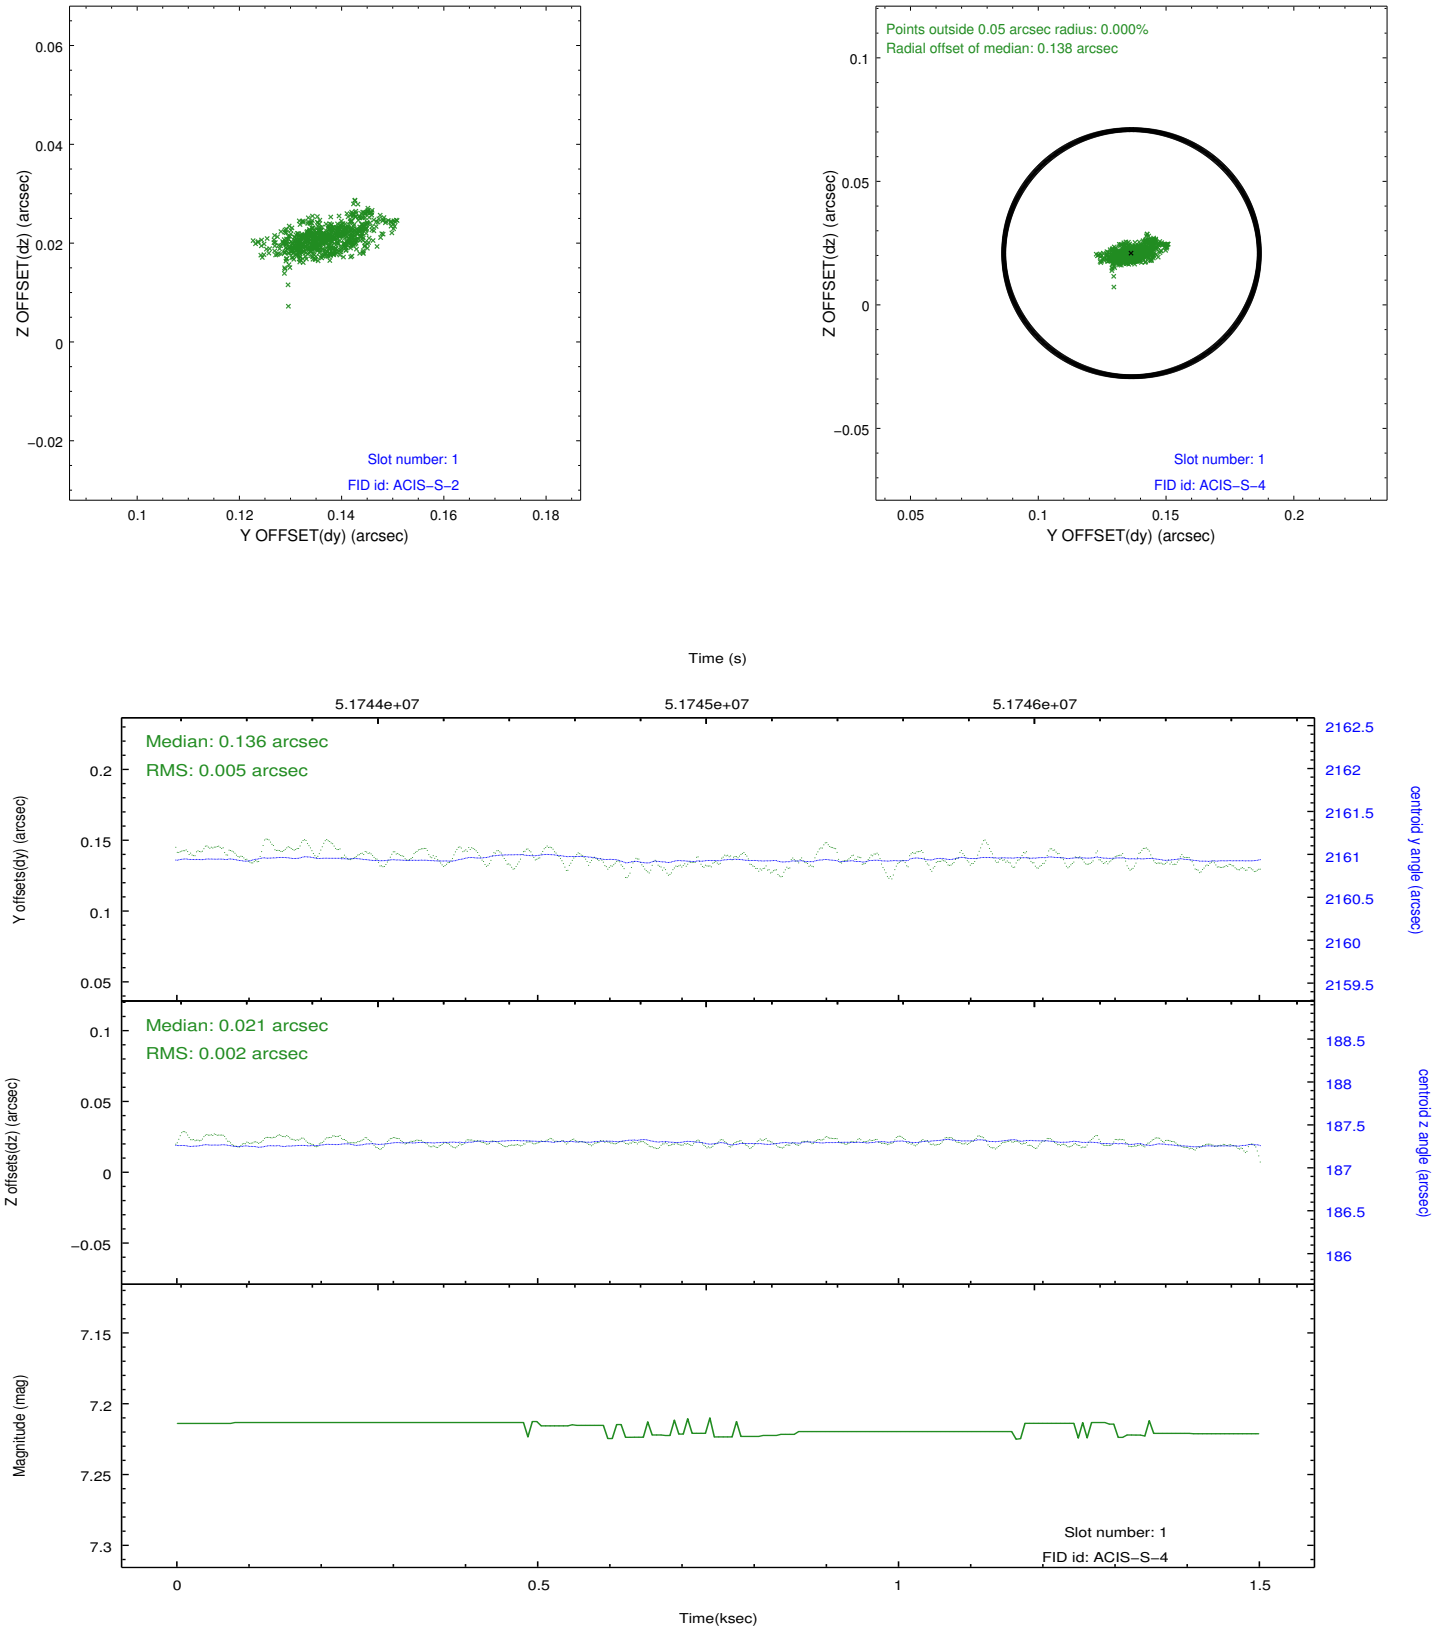 0.06
0.04
0.02
0
−0.02
Z OFFSET(dz) (arcsec)
Slot number: 1
FID id: ACIS−S−2
0.1
0.12
0.14
0.16
0.18
Y OFFSET(dy) (arcsec)
Points outside 0.05 arcsec radius: 0.000%
Radial offset of median: 0.138 arcsec
0.1
0.05
0
−0.05
Z OFFSET(dz) (arcsec)
Slot number: 1
FID id: ACIS−S−4
0.05
0.1
0.15
0.2
Y OFFSET(dy) (arcsec)
Time (s)
5.1744e+07
5.1745e+07
5.1746e+07
Median: 0.136 arcsec
RMS: 0.005 arcsec
0.2
0.15
0.1
0.05
Y offsets(dy) (arcsec)
2162.5
2162
2161.5
2161
2160.5
2160
2159.5
centroid y angle (arcsec)
Median: 0.021 arcsec
RMS: 0.002 arcsec
0.1
0.05
0
−0.05
Z offsets(dz) (arcsec)
188.5
188
187.5
187
186.5
186
centroid z angle (arcsec)
7.15
7.2
7.25
7.3
Magnitude (mag)
Slot number: 1
FID id: ACIS−S−4
0
0.5
1
1.5
Time(ksec)